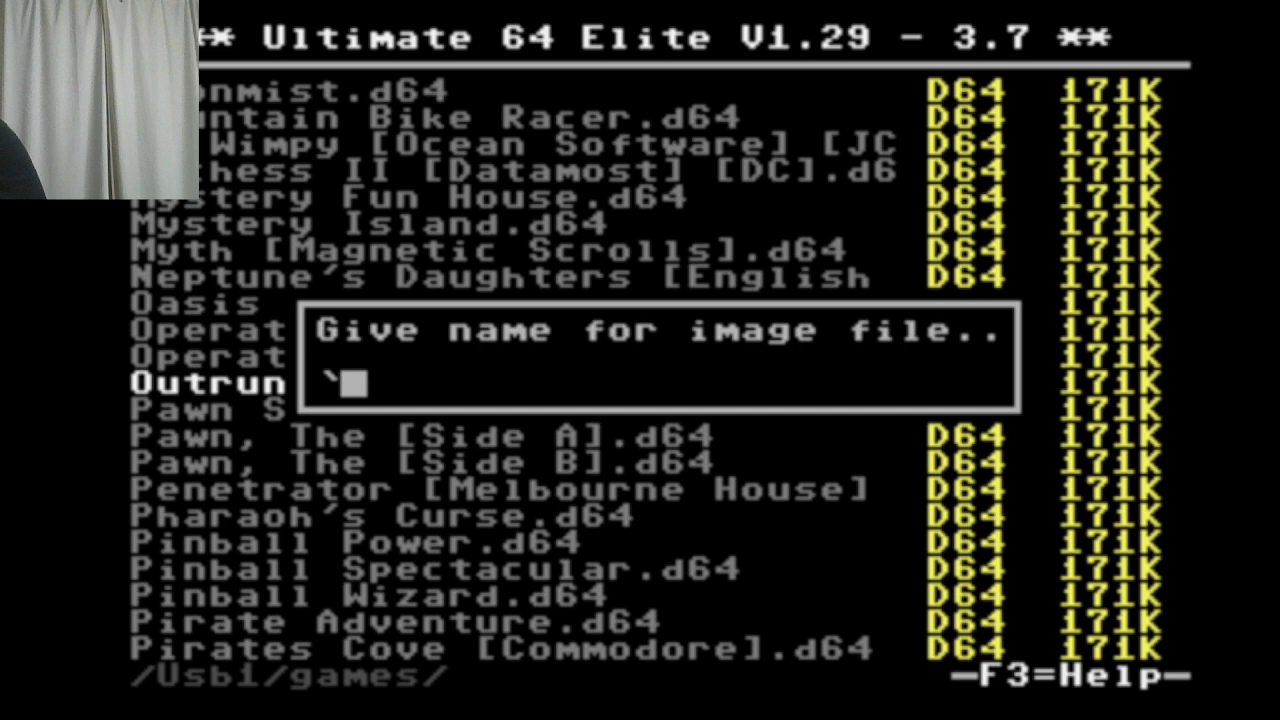 ** Ultimate 64 Elite V1.29 - 3.7 **
onmist.d64 D64 171K
ntain Bike Racer.d64 D64 171K
Wimpy [Ocean Software] [JC D64 171K
hess II [Datamost] [DC].d6 D64 171K
Mystery Fun House.d64 D64 171K
Mystery Island.d64 D64 171K
Myth [Magnetic Scrolls].d64 D64 171K
Neptune's Daughters [English D64 171K
Oasis 171K
Operat 171K
Operat 171K
Outrun 171K
Pawn S 171K
Give name for image file..
`
Pawn, The [Side A].d64 D64 171K
Pawn, The [Side B].d64 D64 171K
Penetrator [Melbourne House] D64 171K
Pharaoh's Curse.d64 D64 171K
Pinball Power.d64 D64 171K
Pinball Spectacular.d64 D64 171K
Pinball Wizard.d64 D64 171K
Pirate Adventure.d64 D64 171K
Pirates Cove [Commodore].d64 D64 171K
/Usb1/games/ F3=Help